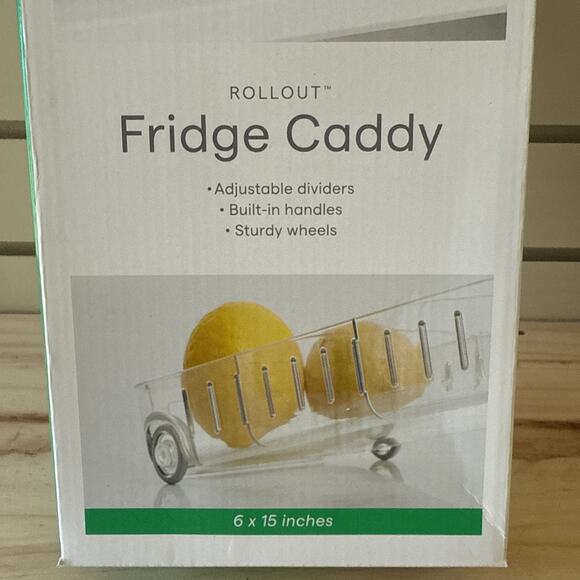 ROLLOUT™
Fridge Caddy
• Adjustable dividers
• Built-in handles
• Sturdy wheels
6 x 15 inches